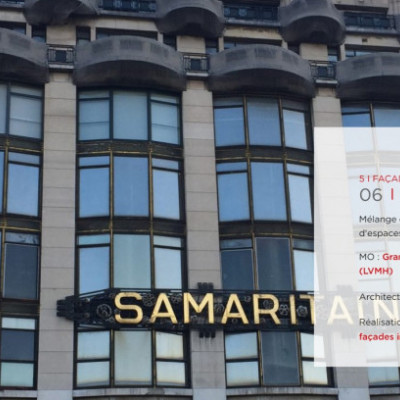 SAMARITAIN
5 I FAÇA
06 I
Mélange
d'espaces
MO : Gra
(LVMH)
Architect
Réalisatio
façades i